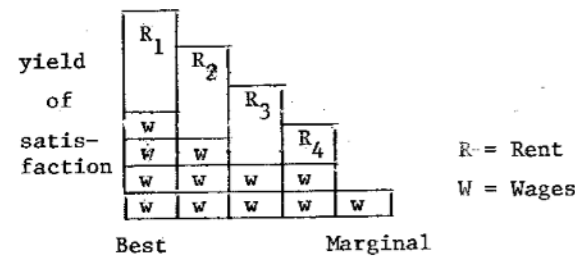 R1
yield
R2
of
R3
w
satis-
R4
R = Rent
w w
faction
w w w w
W = Wages
w w w w w
Best Marginal